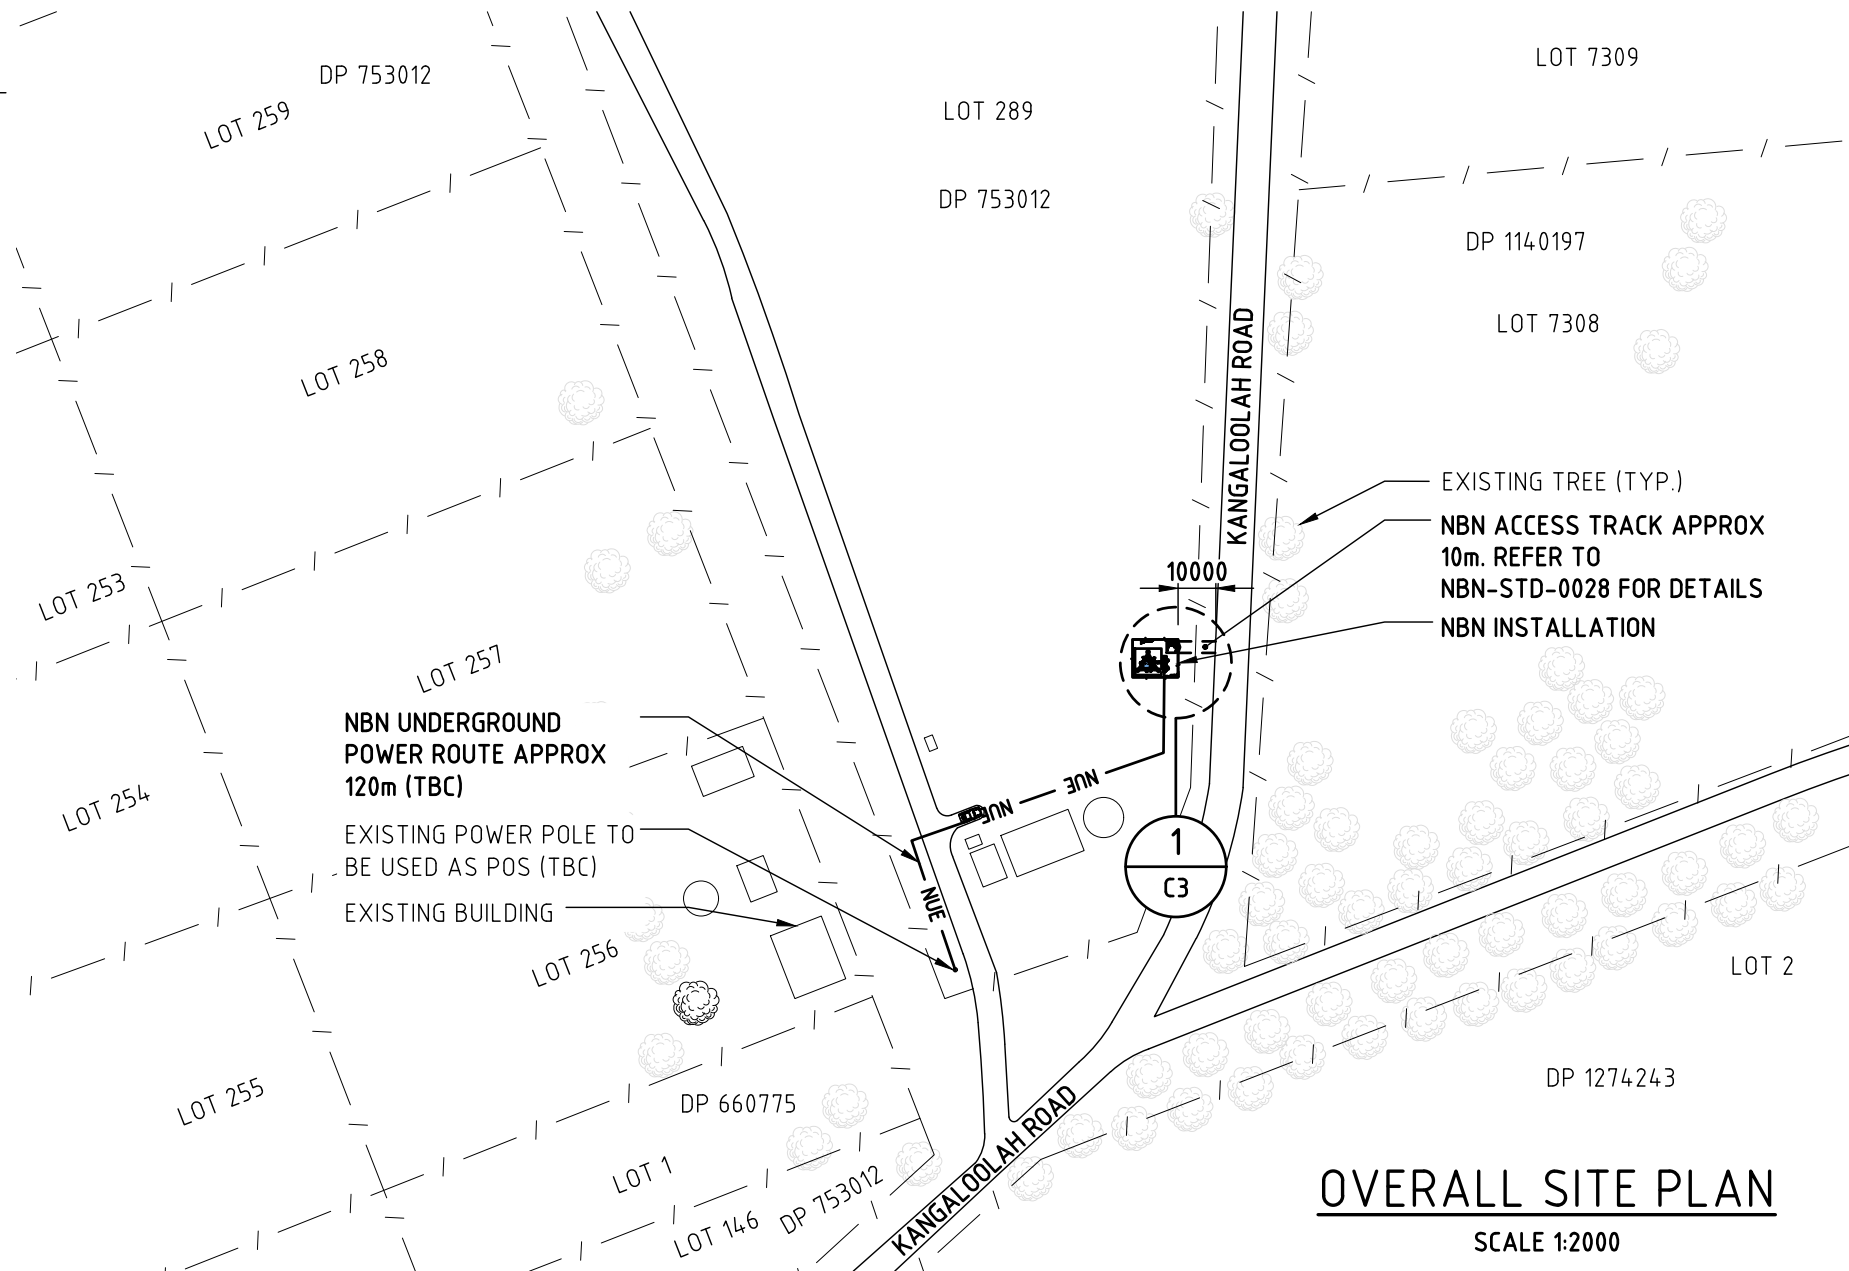 LOT 7309
DP 753012
LOT 259
LOT 289
DP 753012
DP 1140197
LOT 7308
LOT 258
KANGALOOLAH ROAD
EXISTING TREE (TYP.)
NBN ACCESS TRACK APPROX
10m. REFER TO
NBN-STD-0028 FOR DETAILS
NBN INSTALLATION
10000
LOT 253
LOT 257
NBN UNDERGROUND
POWER ROUTE APPROX
120m (TBC)
EXISTING POWER POLE TO
BE USED AS POS (TBC)
EXISTING BUILDING
NUE
NUE
NUE
1
C3
LOT 254
LOT 256
LOT 2
LOT 255
DP 660775
DP 1274243
LOT 1
LOT 146
DP 753012
KANGALOOLAH ROAD
OVERALL SITE PLAN
SCALE 1:2000